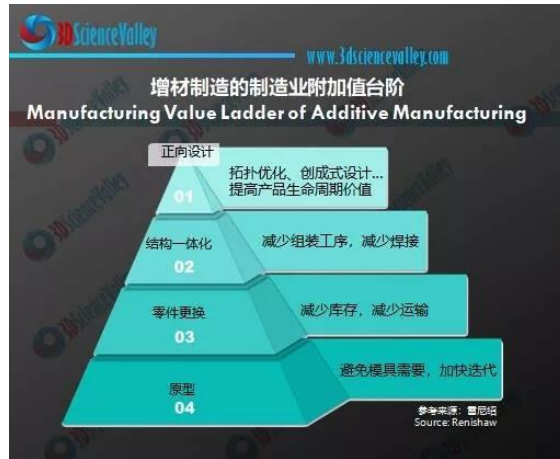 3DScienceValley
www.3dsciencevalley.com
增材制造的制造业附加值台阶
Manufacturing Value Ladder of Additive Manufacturing
正向设计
01
拓扑优化、创成式设计...
提高产品生命周期价值
结构一体化
02
减少组装工序，减少焊接
零件更换
03
减少库存，减少运输
原型
04
避免模具需要，加快迭代
参考来源：雷尼绍
Source: Renishaw